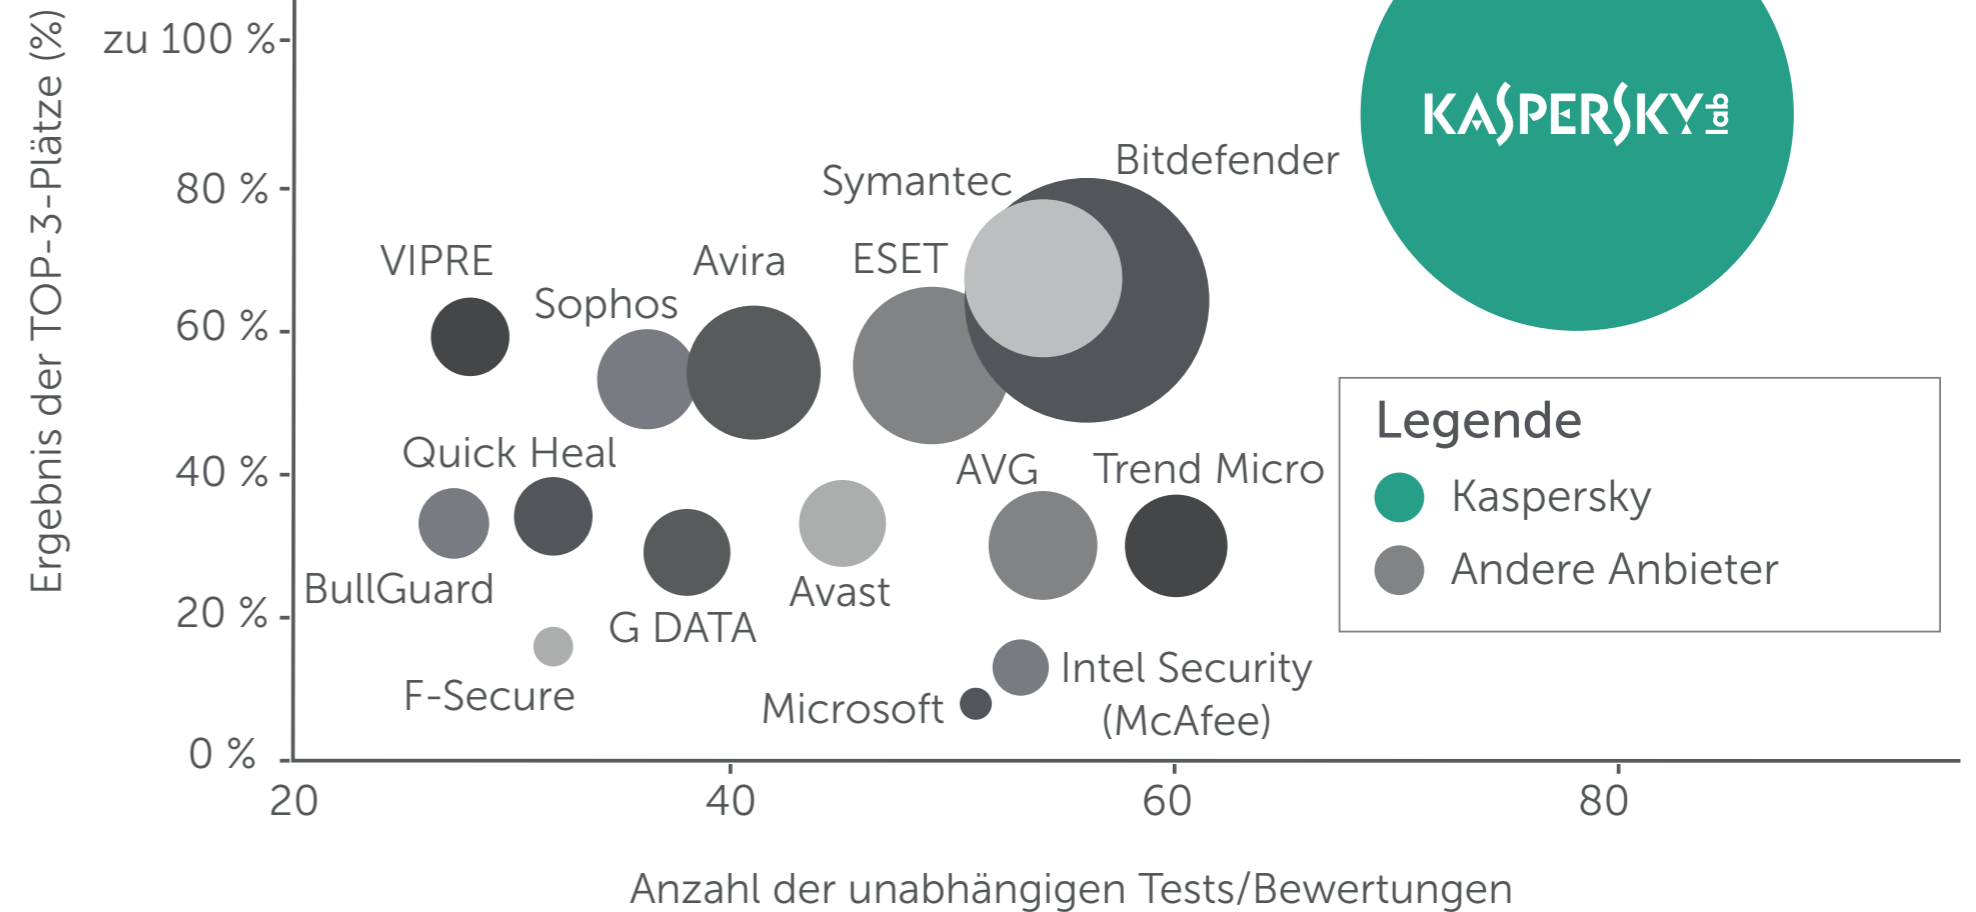 Ergebnis der TOP-3-Plätze (%)
zu 100 %
80 %
60 %
40 %
20 %
0 %
KASPERSKY lab
Bitdefender
Symantec
VIPRE
Avira
ESET
Sophos
Quick Heal
AVG
Trend Micro
BullGuard
Avast
G DATA
F-Secure
Microsoft
Intel Security
(McAfee)
Legende
Kaspersky
Andere Anbieter
20
40
60
80
Anzahl der unabhängigen Tests/Bewertungen